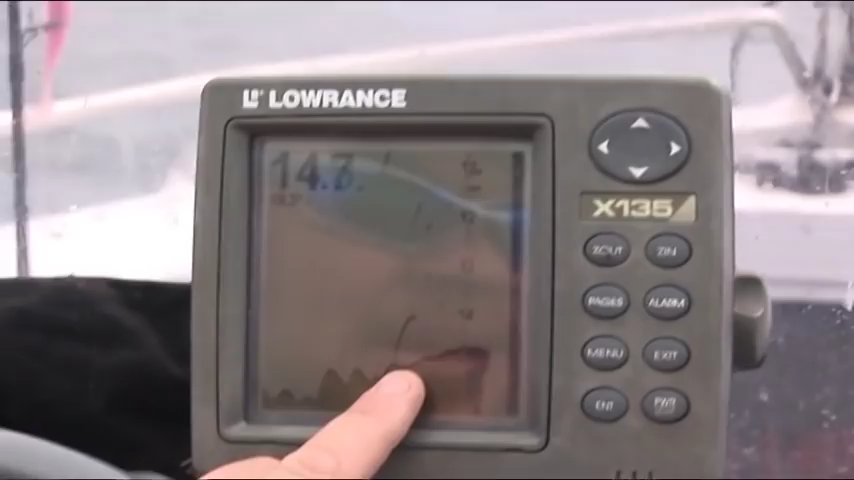 LOWRANCE
14.7
X135
ZOUT ZIN
PAGES ALARM
MENU EXIT
ENT PWR